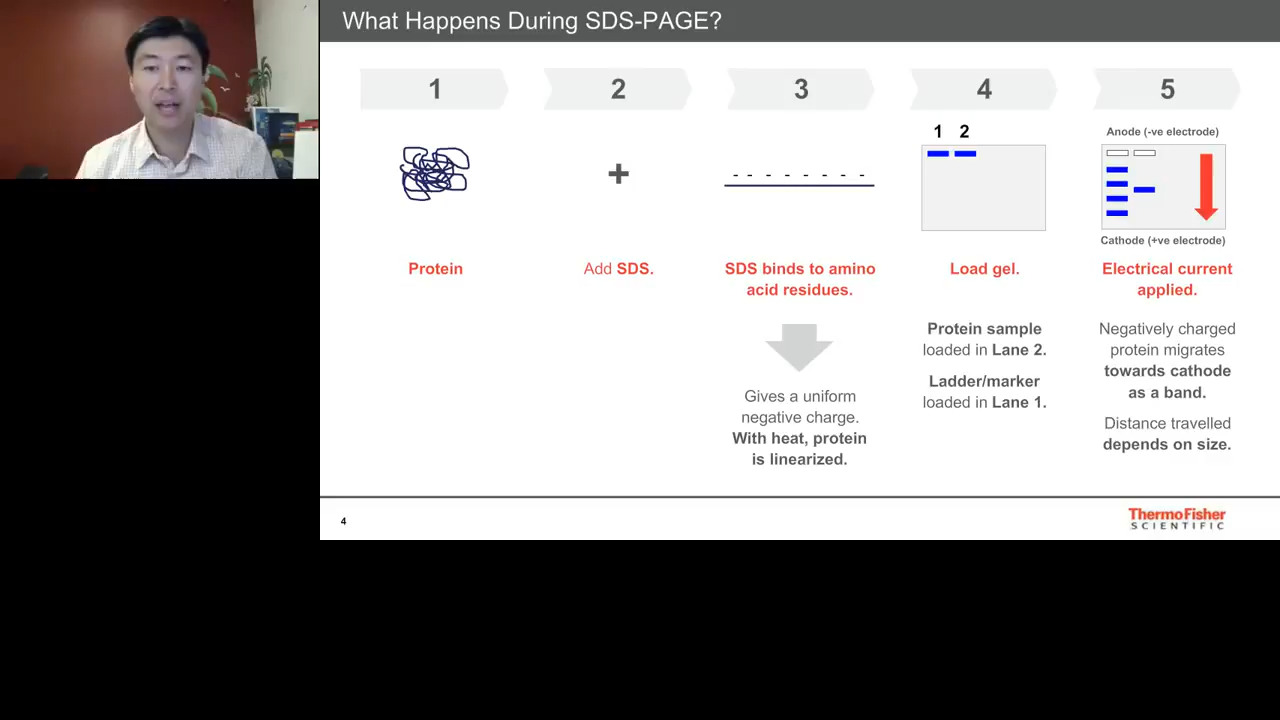 What Happens During SDS-PAGE?
1
2
3
4
5
Protein
+
Add SDS.
- - - - - - - -
SDS binds to amino
acid residues.
Gives a uniform
negative charge.
With heat, protein
is linearized.
1 2
Load gel.
Protein sample
loaded in Lane 2.
Ladder/marker
loaded in Lane 1.
Anode (-ve electrode)
Cathode (+ve electrode)
Electrical current
applied.
Negatively charged
protein migrates
towards cathode
as a band.
Distance travelled
depends on size.
4
ThermoFisher
SCIENTIFIC